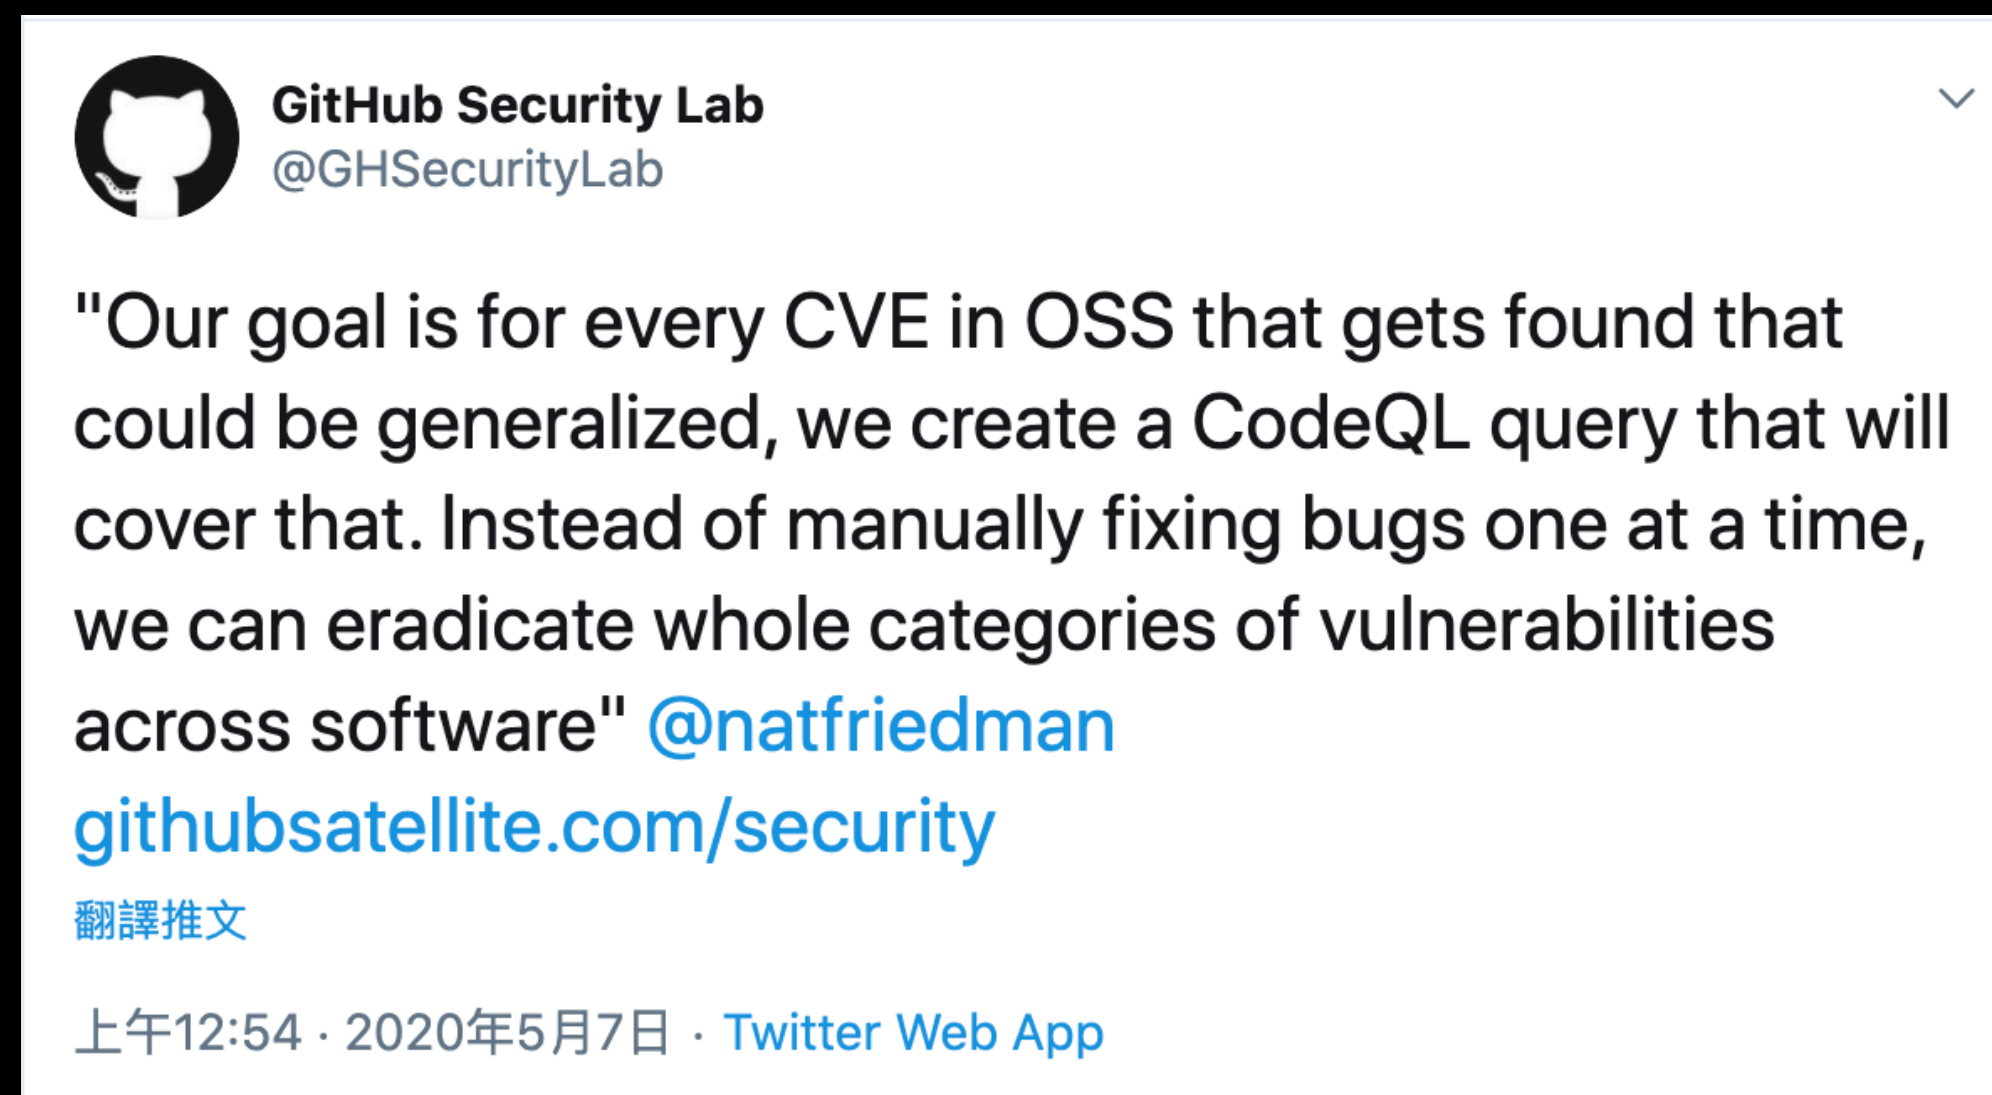 GitHub Security Lab
@GHSecurityLab
"Our goal is for every CVE in OSS that gets found that
could be generalized, we create a CodeQL query that will
cover that. Instead of manually fixing bugs one at a time,
we can eradicate whole categories of vulnerabilities
across software" @natfriedman
githubsatellite.com/security
翻譯推文
上午12:54 · 2020年5月7日 · Twitter Web App